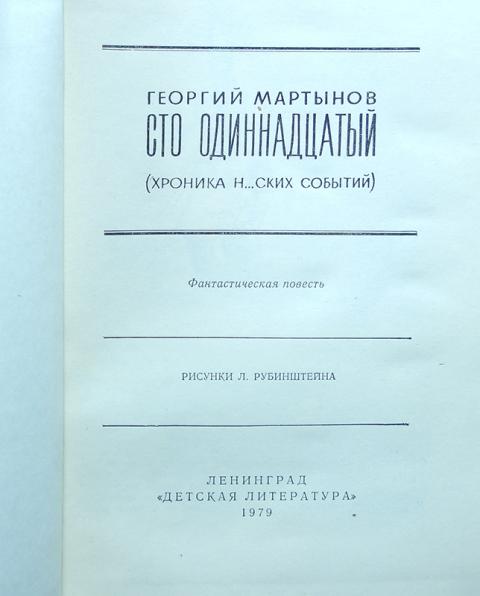 ГЕОРГИЙ МАРТЫНОВ
СТО ОДИННАДЦАТЫЙ
(ХРОНИКА Н...СКИХ СОБЫТИЙ)
Фантастическая повесть
РИСУНКИ Л. РУБИНШТЕЙНА
ЛЕНИНГРАД
«ДЕТСКАЯ ЛИТЕРАТУРА»
1979